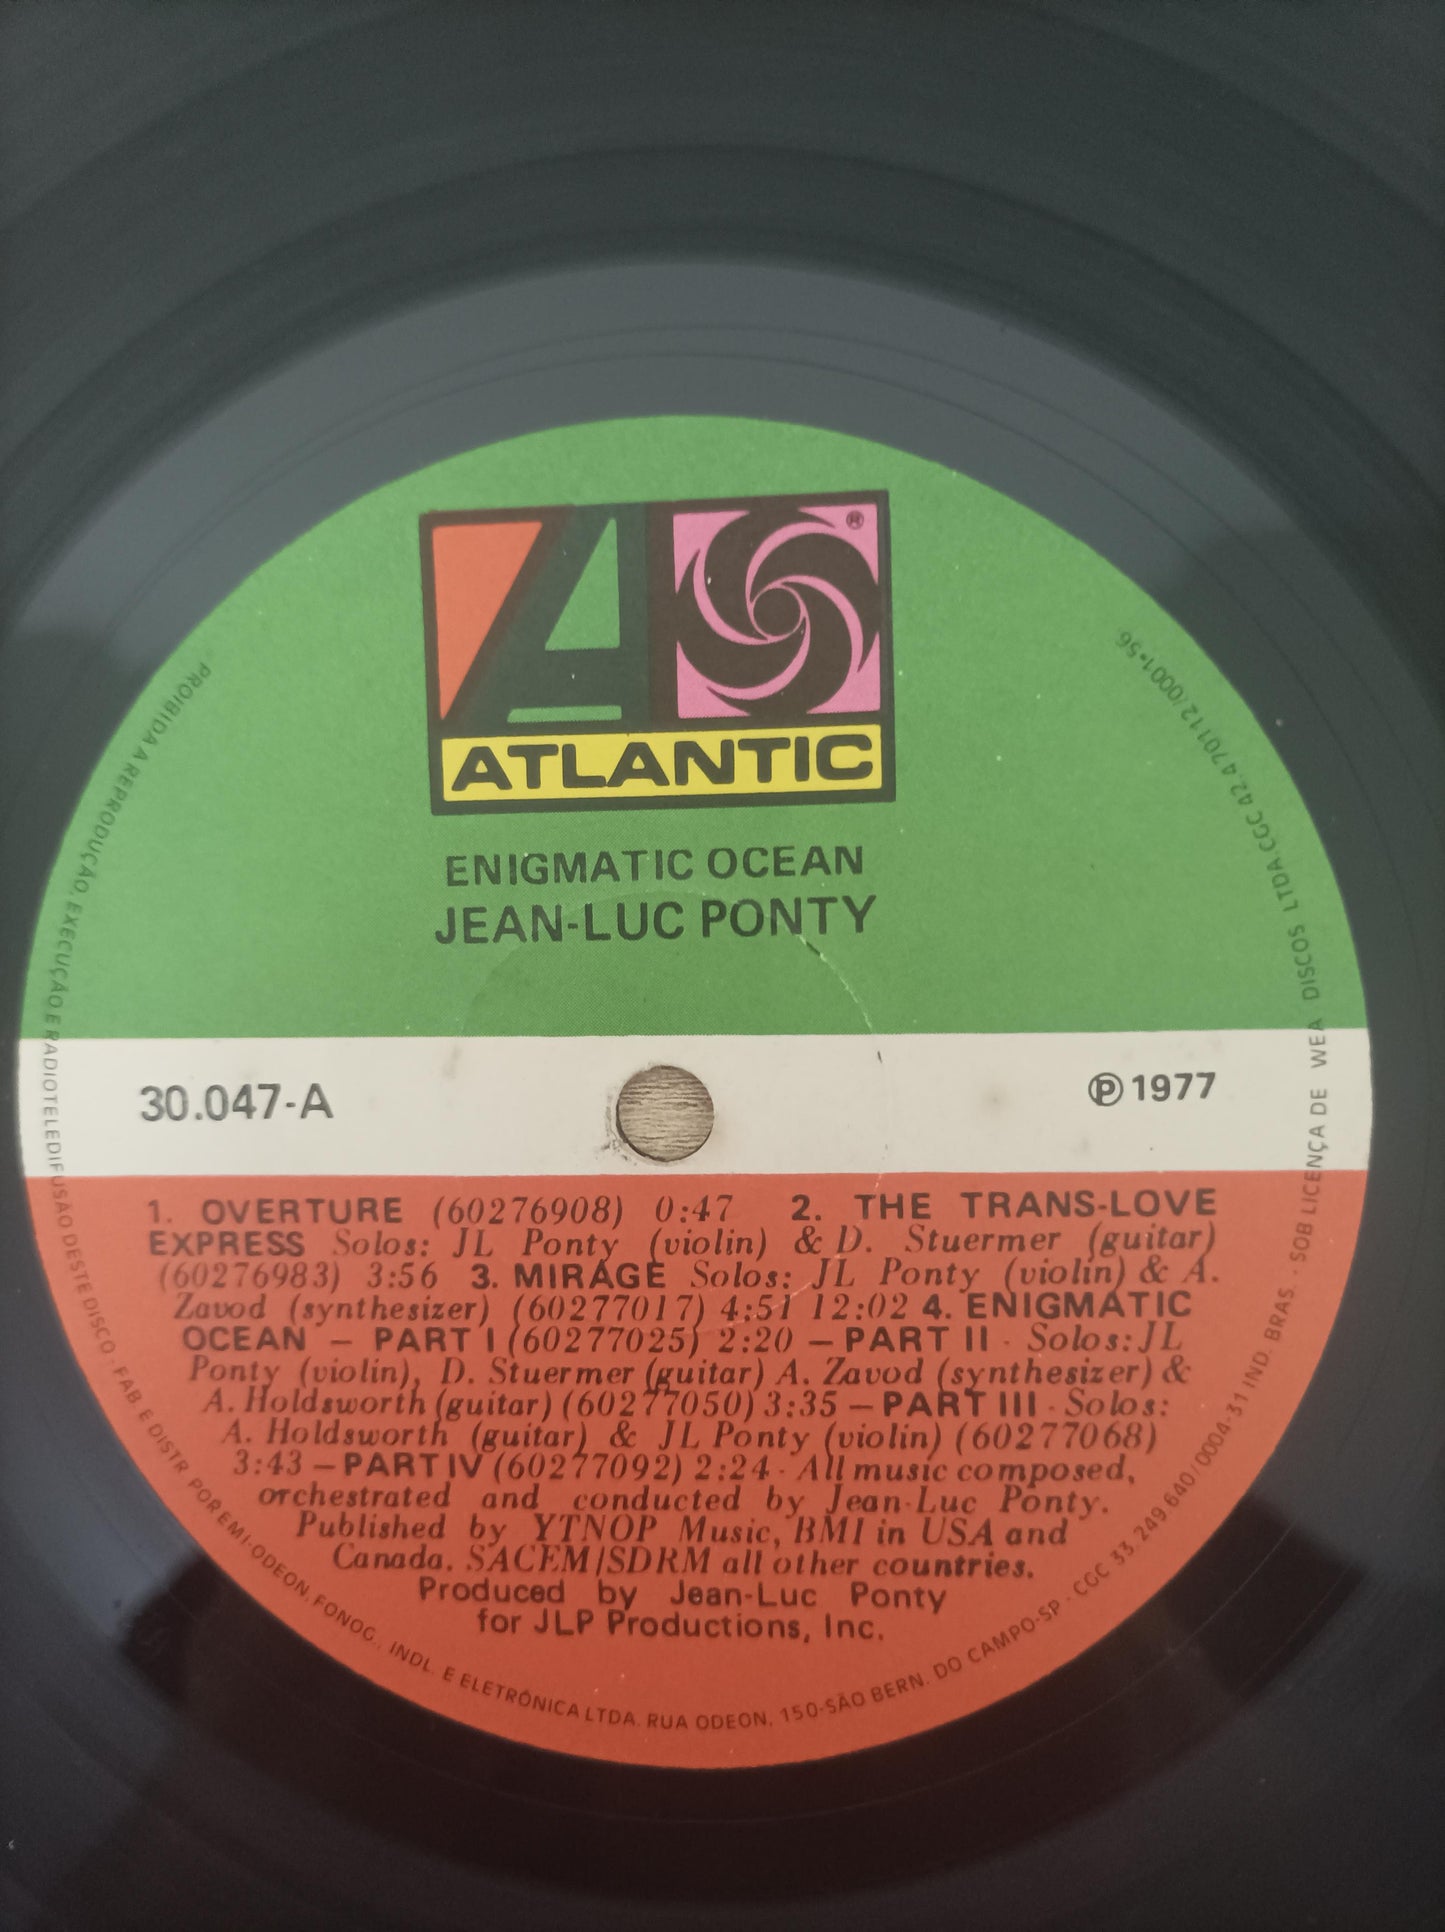 ®
ATLANTIC
ENIGMATIC OCEAN
JEAN-LUC PONTY
30.047-A
Ⓟ 1977
1. OVERTURE (60276908) 0:47 2. THE TRANS-LOVE
EXPRESS Solos: JL Ponty (violin) & D. Stuermer (guitar)
(60276983) 3:56 3. MIRAGE Solos: JL Ponty (violin) & A.
Zavod (synthesizer) (60277017) 4:51 12:02 4. ENIGMATIC
OCEAN – PART I (60277025) 2:20 – PART II · Solos: JL
Ponty (violin), D. Stuermer (guitar) A. Zavod (synthesizer) &
A. Holdsworth (guitar) (60277050) 3:35 – PART III · Solos:
A. Holdsworth (guitar) & JL Ponty (violin) (60277068)
3:43 – PART IV (60277092) 2:24 · All music composed,
orchestrated and conducted by Jean-Luc Ponty.
Published by YTNOP Music, BMI in USA and
Canada. SACEM/SDRM all other countries.
Produced by Jean-Luc Ponty
for JLP Productions, Inc.
PROIBIDA A REPRODUÇÃO, EXECUÇÃO E RADIOTELEDIFUSÃO DESTE DISCO · FAB E DISTR POR EMI-ODEON, FONOG., INDL. E ELETRÔNICA LTDA. RUA ODEON, 150-SÃO BERN. DO CAMPO-SP · CGC 33.249.640/0004-31 IND. BRAS. · SOB LICENÇA DE WEA DISCOS LTDA CGC 42.470112/0001-56